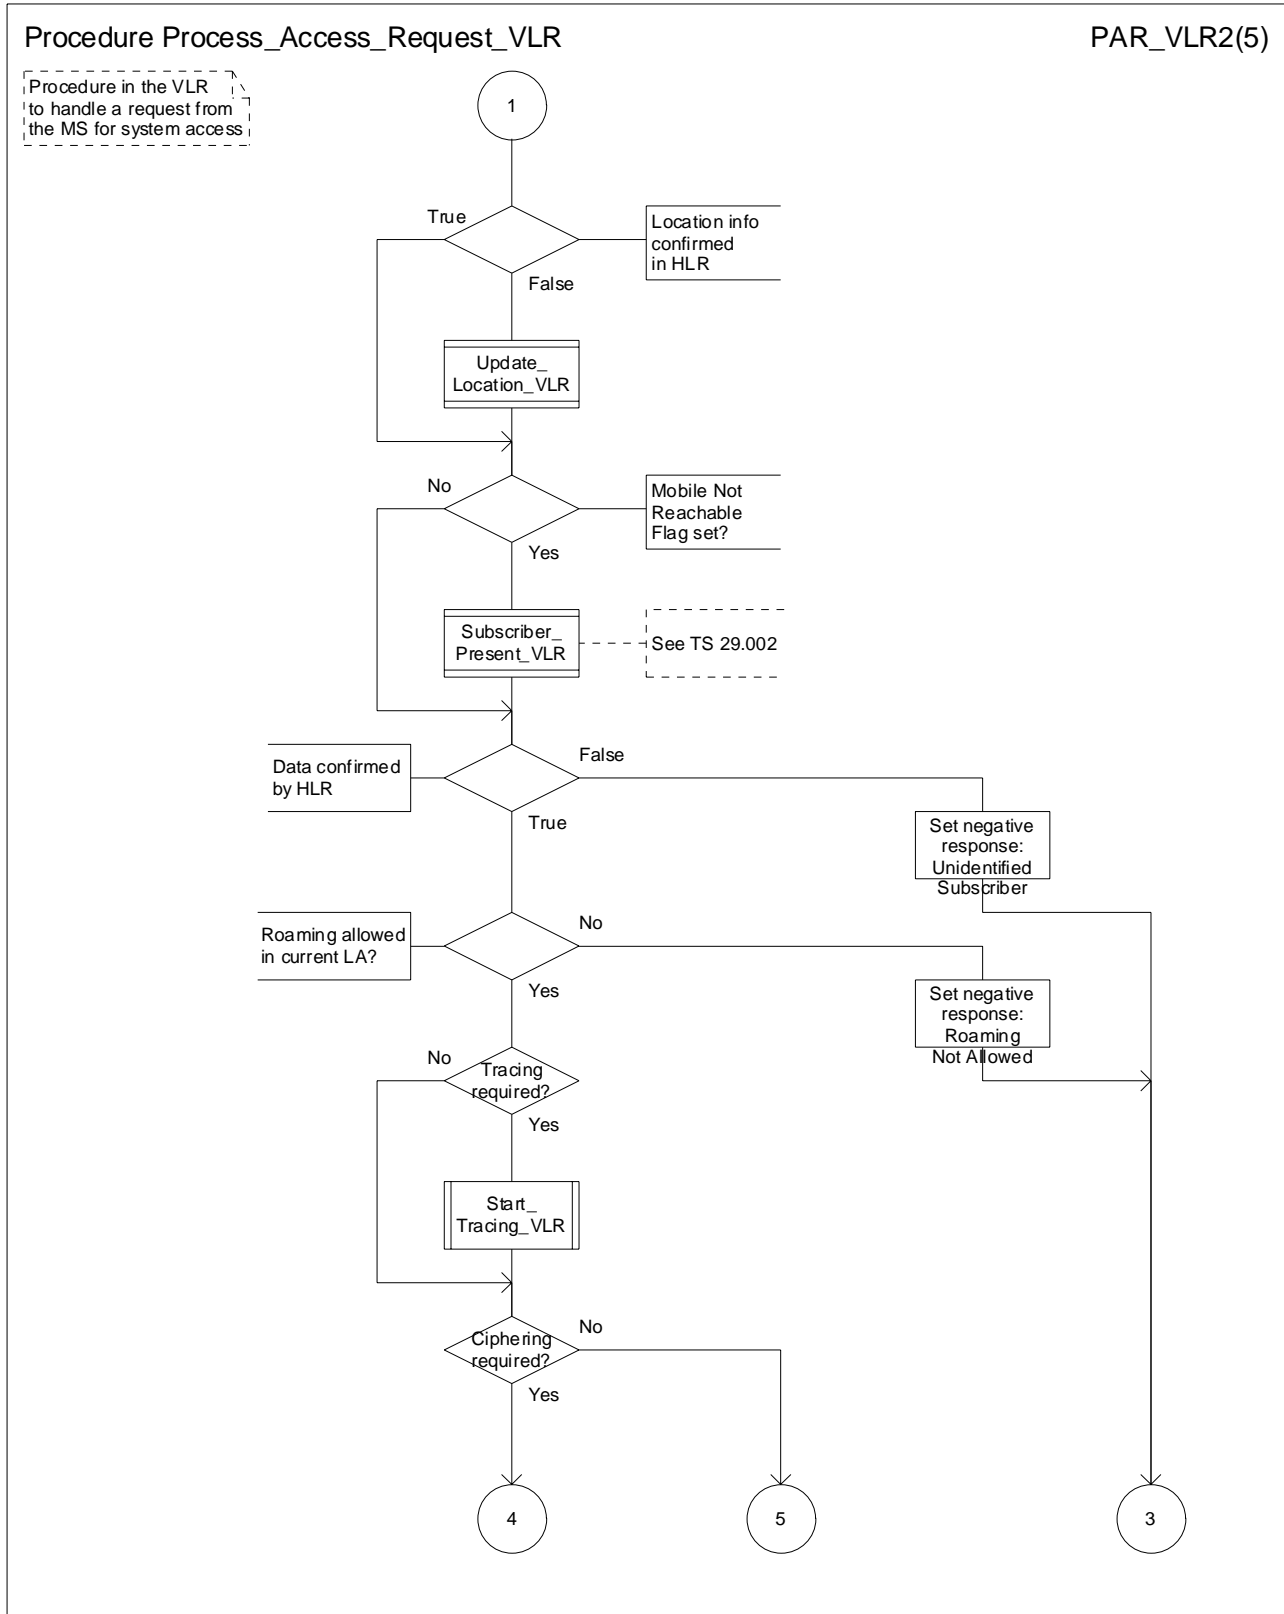 Procedure Process_Access_Request_VLR
PAR_VLR2(5)
Procedure in the VLR
to handle a request from
the MS for system access
1
True
Location info
confirmed
in HLR
False
Update_
Location_VLR
No
Mobile Not
Reachable
Flag set?
Yes
Subscriber_
Present_VLR
See TS 29.002
Data confirmed
by HLR
False
True
Set negative
response:
Unidentified
Subscriber
Roaming allowed
in current LA?
No
Yes
Set negative
response:
Roaming
Not Allowed
No
Tracing
required?
Yes
Start_
Tracing_VLR
Ciphering
required?
No
Yes
4
5
3